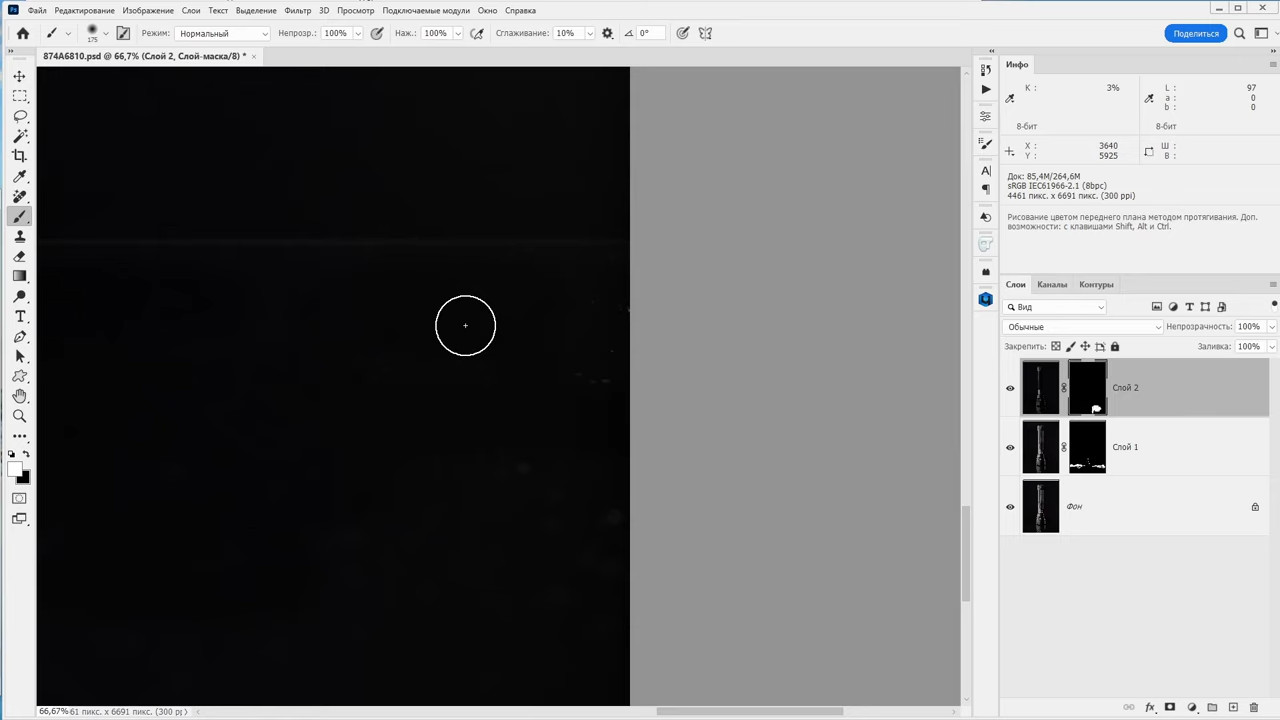 Файл Редактирование Изображение Слои Текст Выделение Фильтр 3D Просмотр Подключаемые модули Окно Справка
175 Режим: Нормальный Непрозр.: 100% Наж.: 100% Сглаживание: 10% 0° Поделиться
874A6810.psd @ 66,7% (Слой 2, Слой-маска/8) * ×
Инфо
K : 3% L : 97
a : 0
b : 0
8-бит 8-бит
X : 3640 Ш :
Y : 5925 В :
Док: 85,4M/264,6M
sRGB IEC61966-2.1 (8bpc)
4461 пикс. x 6691 пикс. (300 ppi)
Рисование цветом переднего плана методом протягивания. Доп.
возможности: с клавишами Shift, Alt и Ctrl.
Слои Каналы Контуры
Вид
Обычные Непрозрачность: 100%
Закрепить: Заливка: 100%
Слой 2
Слой 1
Фон
66,67% 61 пикс. x 6691 пикс. (300 ppi)